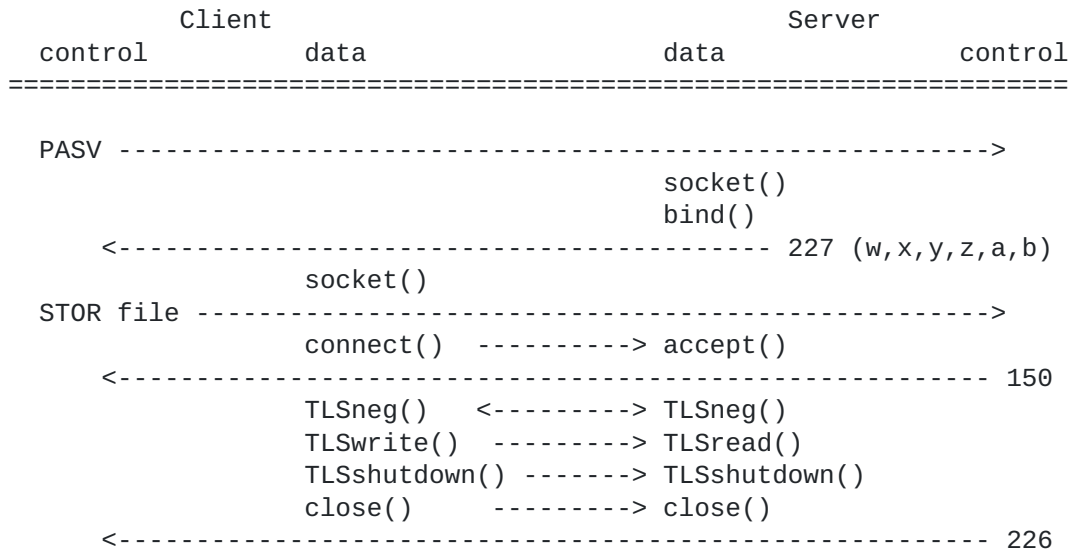 Client Server
control data data control
======================================================================
PASV -------------------------------------------------------->
socket()
bind()
<------------------------------------------ 227 (w,x,y,z,a,b)
socket()
STOR file --------------------------------------------------->
connect() ----------> accept()
<-------------------------------------------------------- 150
TLSneg() <---------> TLSneg()
TLSwrite() ---------> TLSread()
TLSshutdown() -------> TLSshutdown()
close() ---------> close()
<-------------------------------------------------------- 226